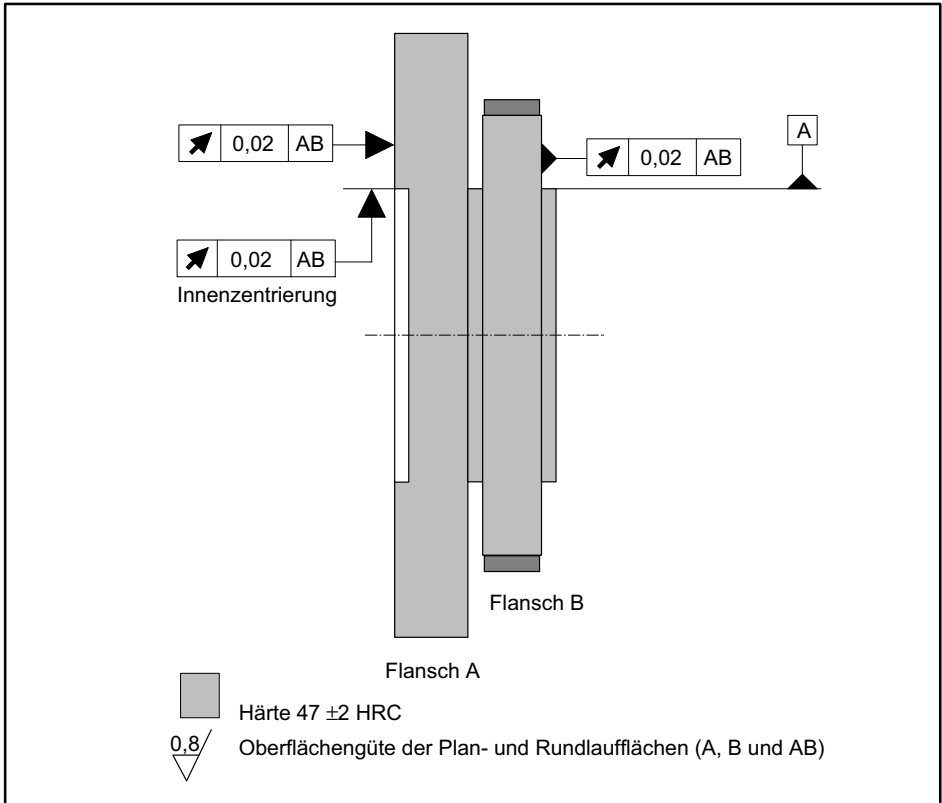 0,02 AB
A
0,02 AB
0,02 AB
Innenzentrierung
Flansch B
Flansch A
Härte 47 ±2 HRC
0,8
Oberflächengüte der Plan- und Rundlaufflächen (A, B und AB)